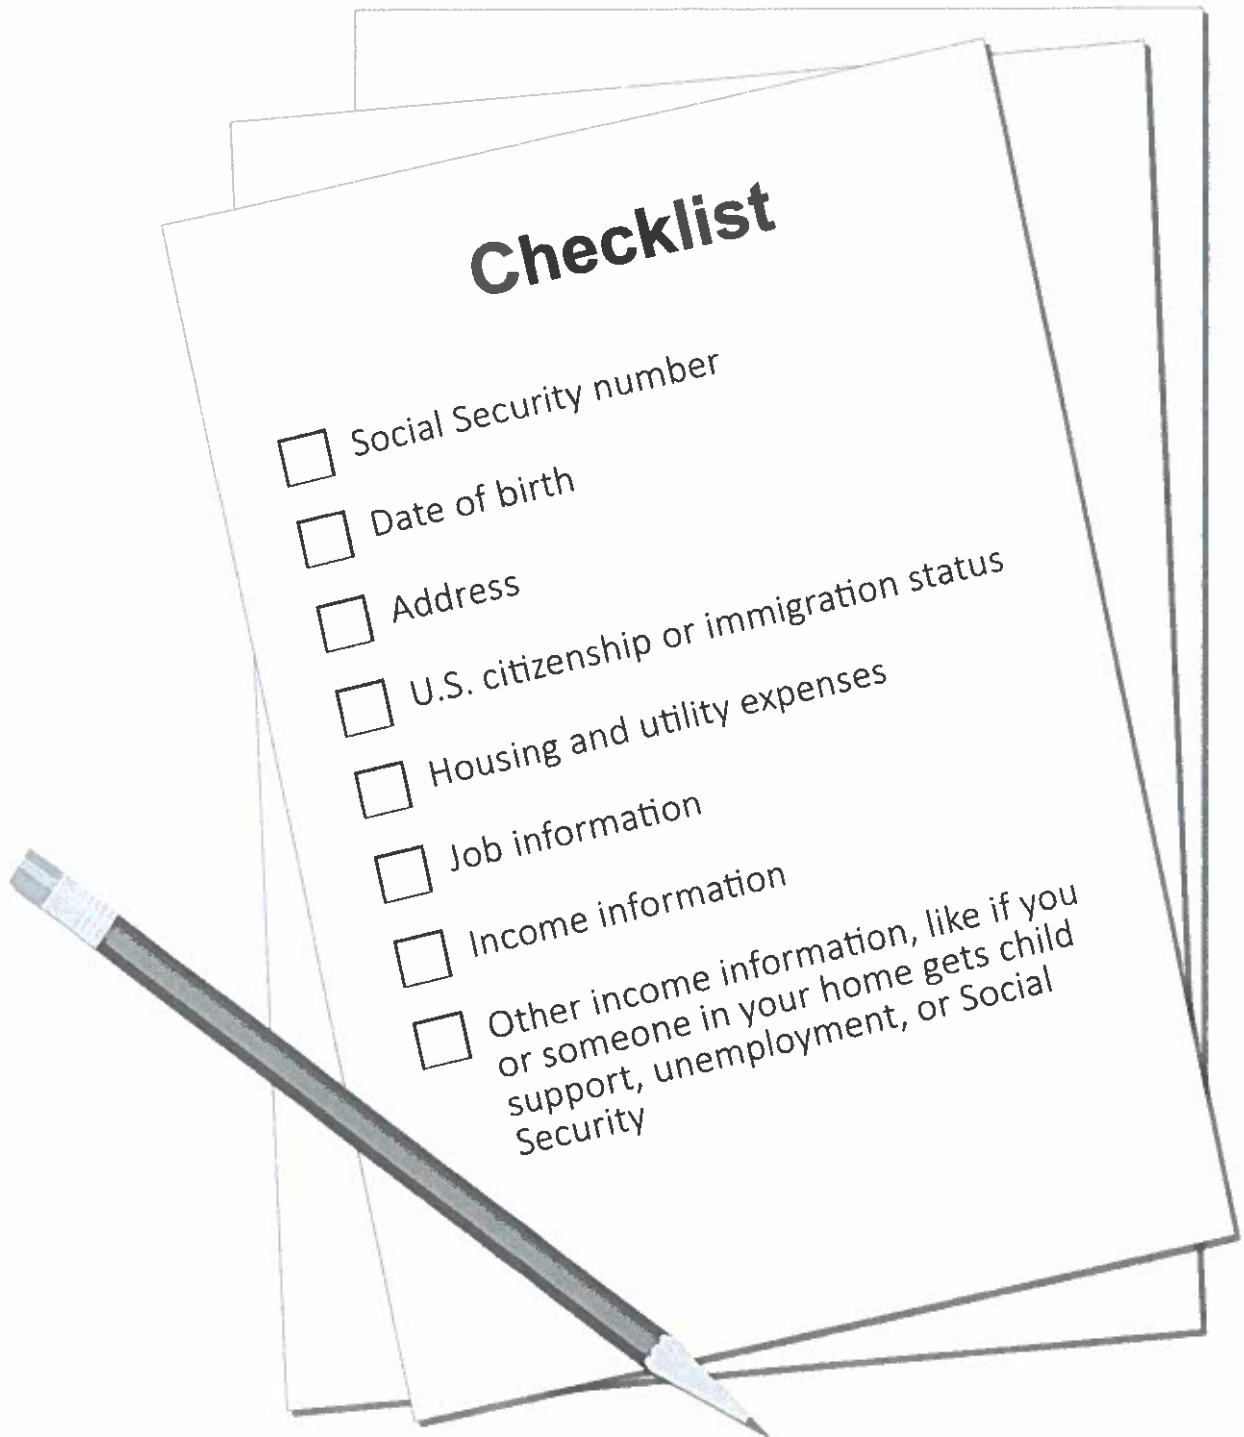 Checklist
Social Security number
Date of birth
Address
U.S. citizenship or immigration status
Housing and utility expenses
Job information
Income information
Other income information, like if you
or someone in your home gets child
support, unemployment, or Social
Security